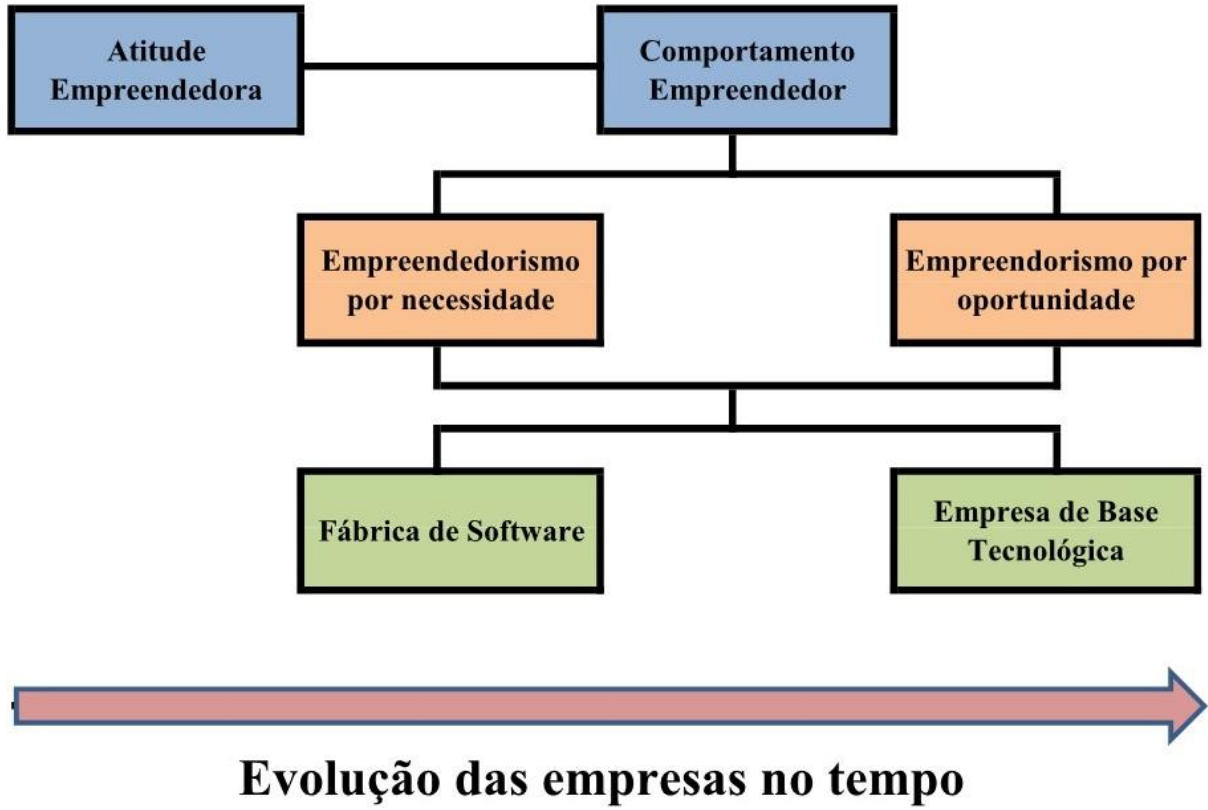 Atitude
Empreendedora
Comportamento
Empreendedor
Empreendedorismo
por necessidade
Empreendorismo por
oportunidade
Fábrica de Software
Empresa de Base
Tecnológica
Evolução das empresas no tempo